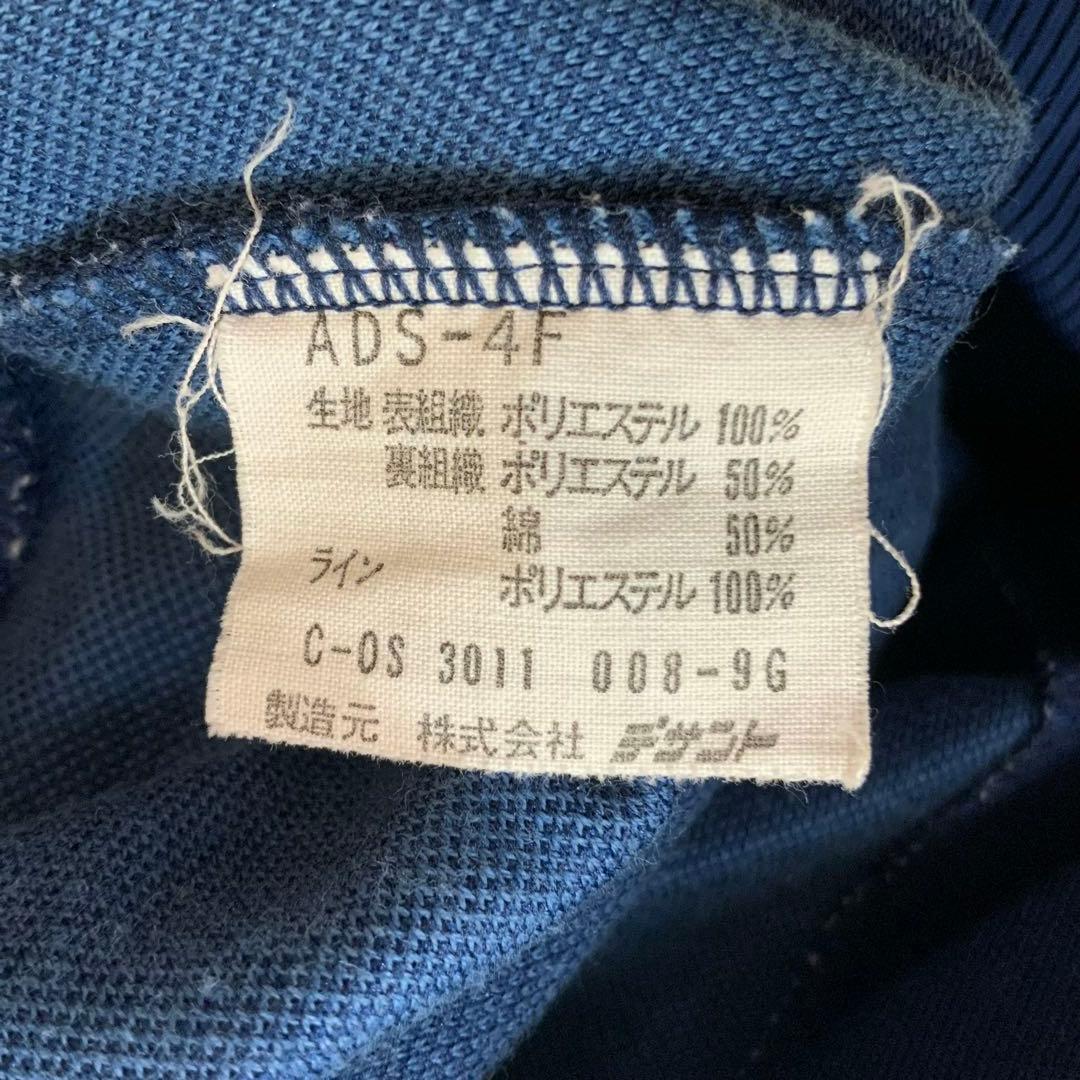 ADS-4F
生地 表組織 ポリエステル 100%
裏組織 ポリエステル 50%
綿 50%
ライン ポリエステル 100%
C-OS 3011 008-9G
製造元 株式会社 デサント